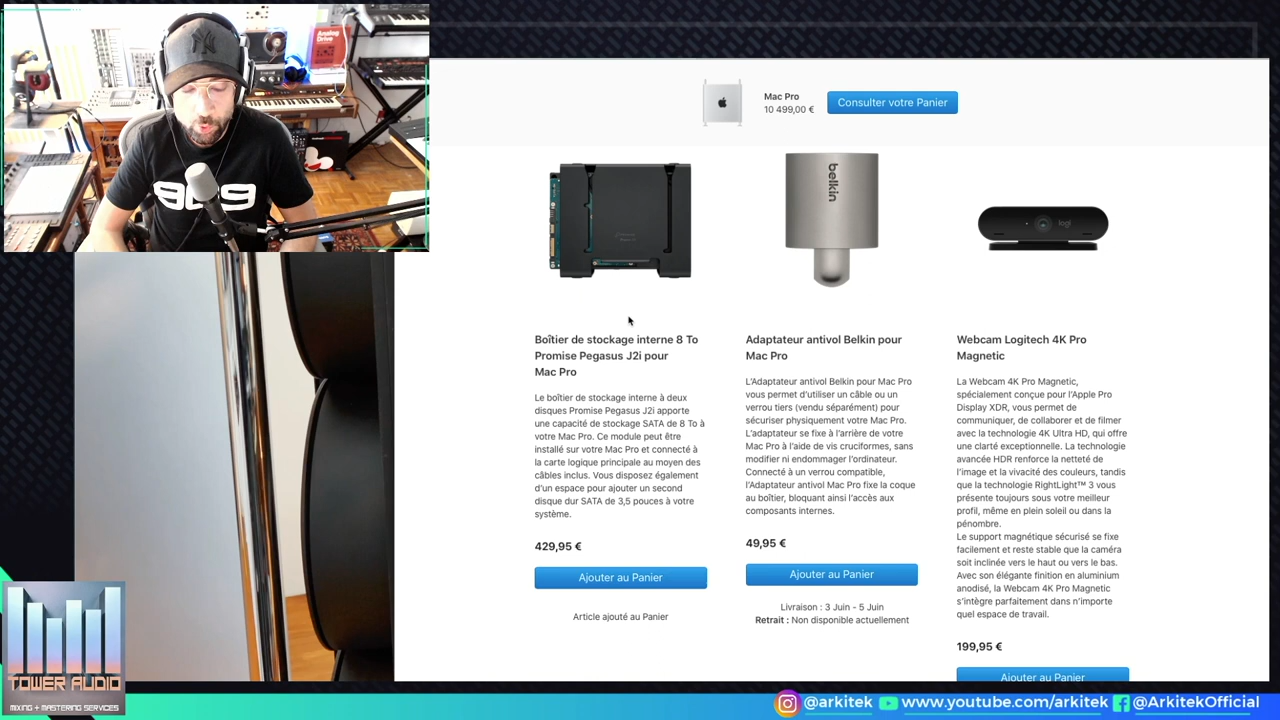 Analog
Drive
909
Mac Pro
10 499,00 €
Consulter votre Panier
belkin
logi
Boîtier de stockage interne 8 To
Promise Pegasus J2i pour
Mac Pro
Le boîtier de stockage interne à deux
disques Promise Pegasus J2i apporte
une capacité de stockage SATA de 8 To à
votre Mac Pro. Ce module peut être
installé sur votre Mac Pro et connecté à
la carte logique principale au moyen des
câbles inclus. Vous disposez également
d'un espace pour ajouter un second
disque dur SATA de 3,5 pouces à votre
système.
429,95 €
Ajouter au Panier
Article ajouté au Panier
Adaptateur antivol Belkin pour
Mac Pro
L'Adaptateur antivol Belkin pour Mac Pro
vous permet d'utiliser un câble ou un
verrou tiers (vendu séparément) pour
sécuriser physiquement votre Mac Pro.
L'adaptateur se fixe à l'arrière de votre
Mac Pro à l'aide de vis cruciformes, sans
modifier ni endommager l'ordinateur.
Connecté à un verrou compatible,
l'Adaptateur antivol Mac Pro fixe la coque
au boîtier, bloquant ainsi l'accès aux
composants internes.
49,95 €
Ajouter au Panier
Livraison : 3 Juin - 5 Juin
Retrait : Non disponible actuellement
Webcam Logitech 4K Pro
Magnetic
La Webcam 4K Pro Magnetic,
spécialement conçue pour l'Apple Pro
Display XDR, vous permet de
communiquer, de collaborer et de filmer
avec la technologie 4K Ultra HD, qui offre
une clarté exceptionnelle. La technologie
avancée HDR renforce la netteté de
l'image et la vivacité des couleurs, tandis
que la technologie RightLight™ 3 vous
présente toujours sous votre meilleur
profil, même en plein soleil ou dans la
pénombre.
Le support magnétique sécurisé se fixe
facilement et reste stable que la caméra
soit inclinée vers le haut ou vers le bas.
Avec son élégante finition en aluminium
anodisé, la Webcam 4K Pro Magnetic
s'intègre parfaitement dans n'importe
quel espace de travail.
199,95 €
Ajouter au Panier
TOWER AUDIO
MIXING + MASTERING SERVICES
@arkitek
www.youtube.com/arkitek
@ArkitekOfficial